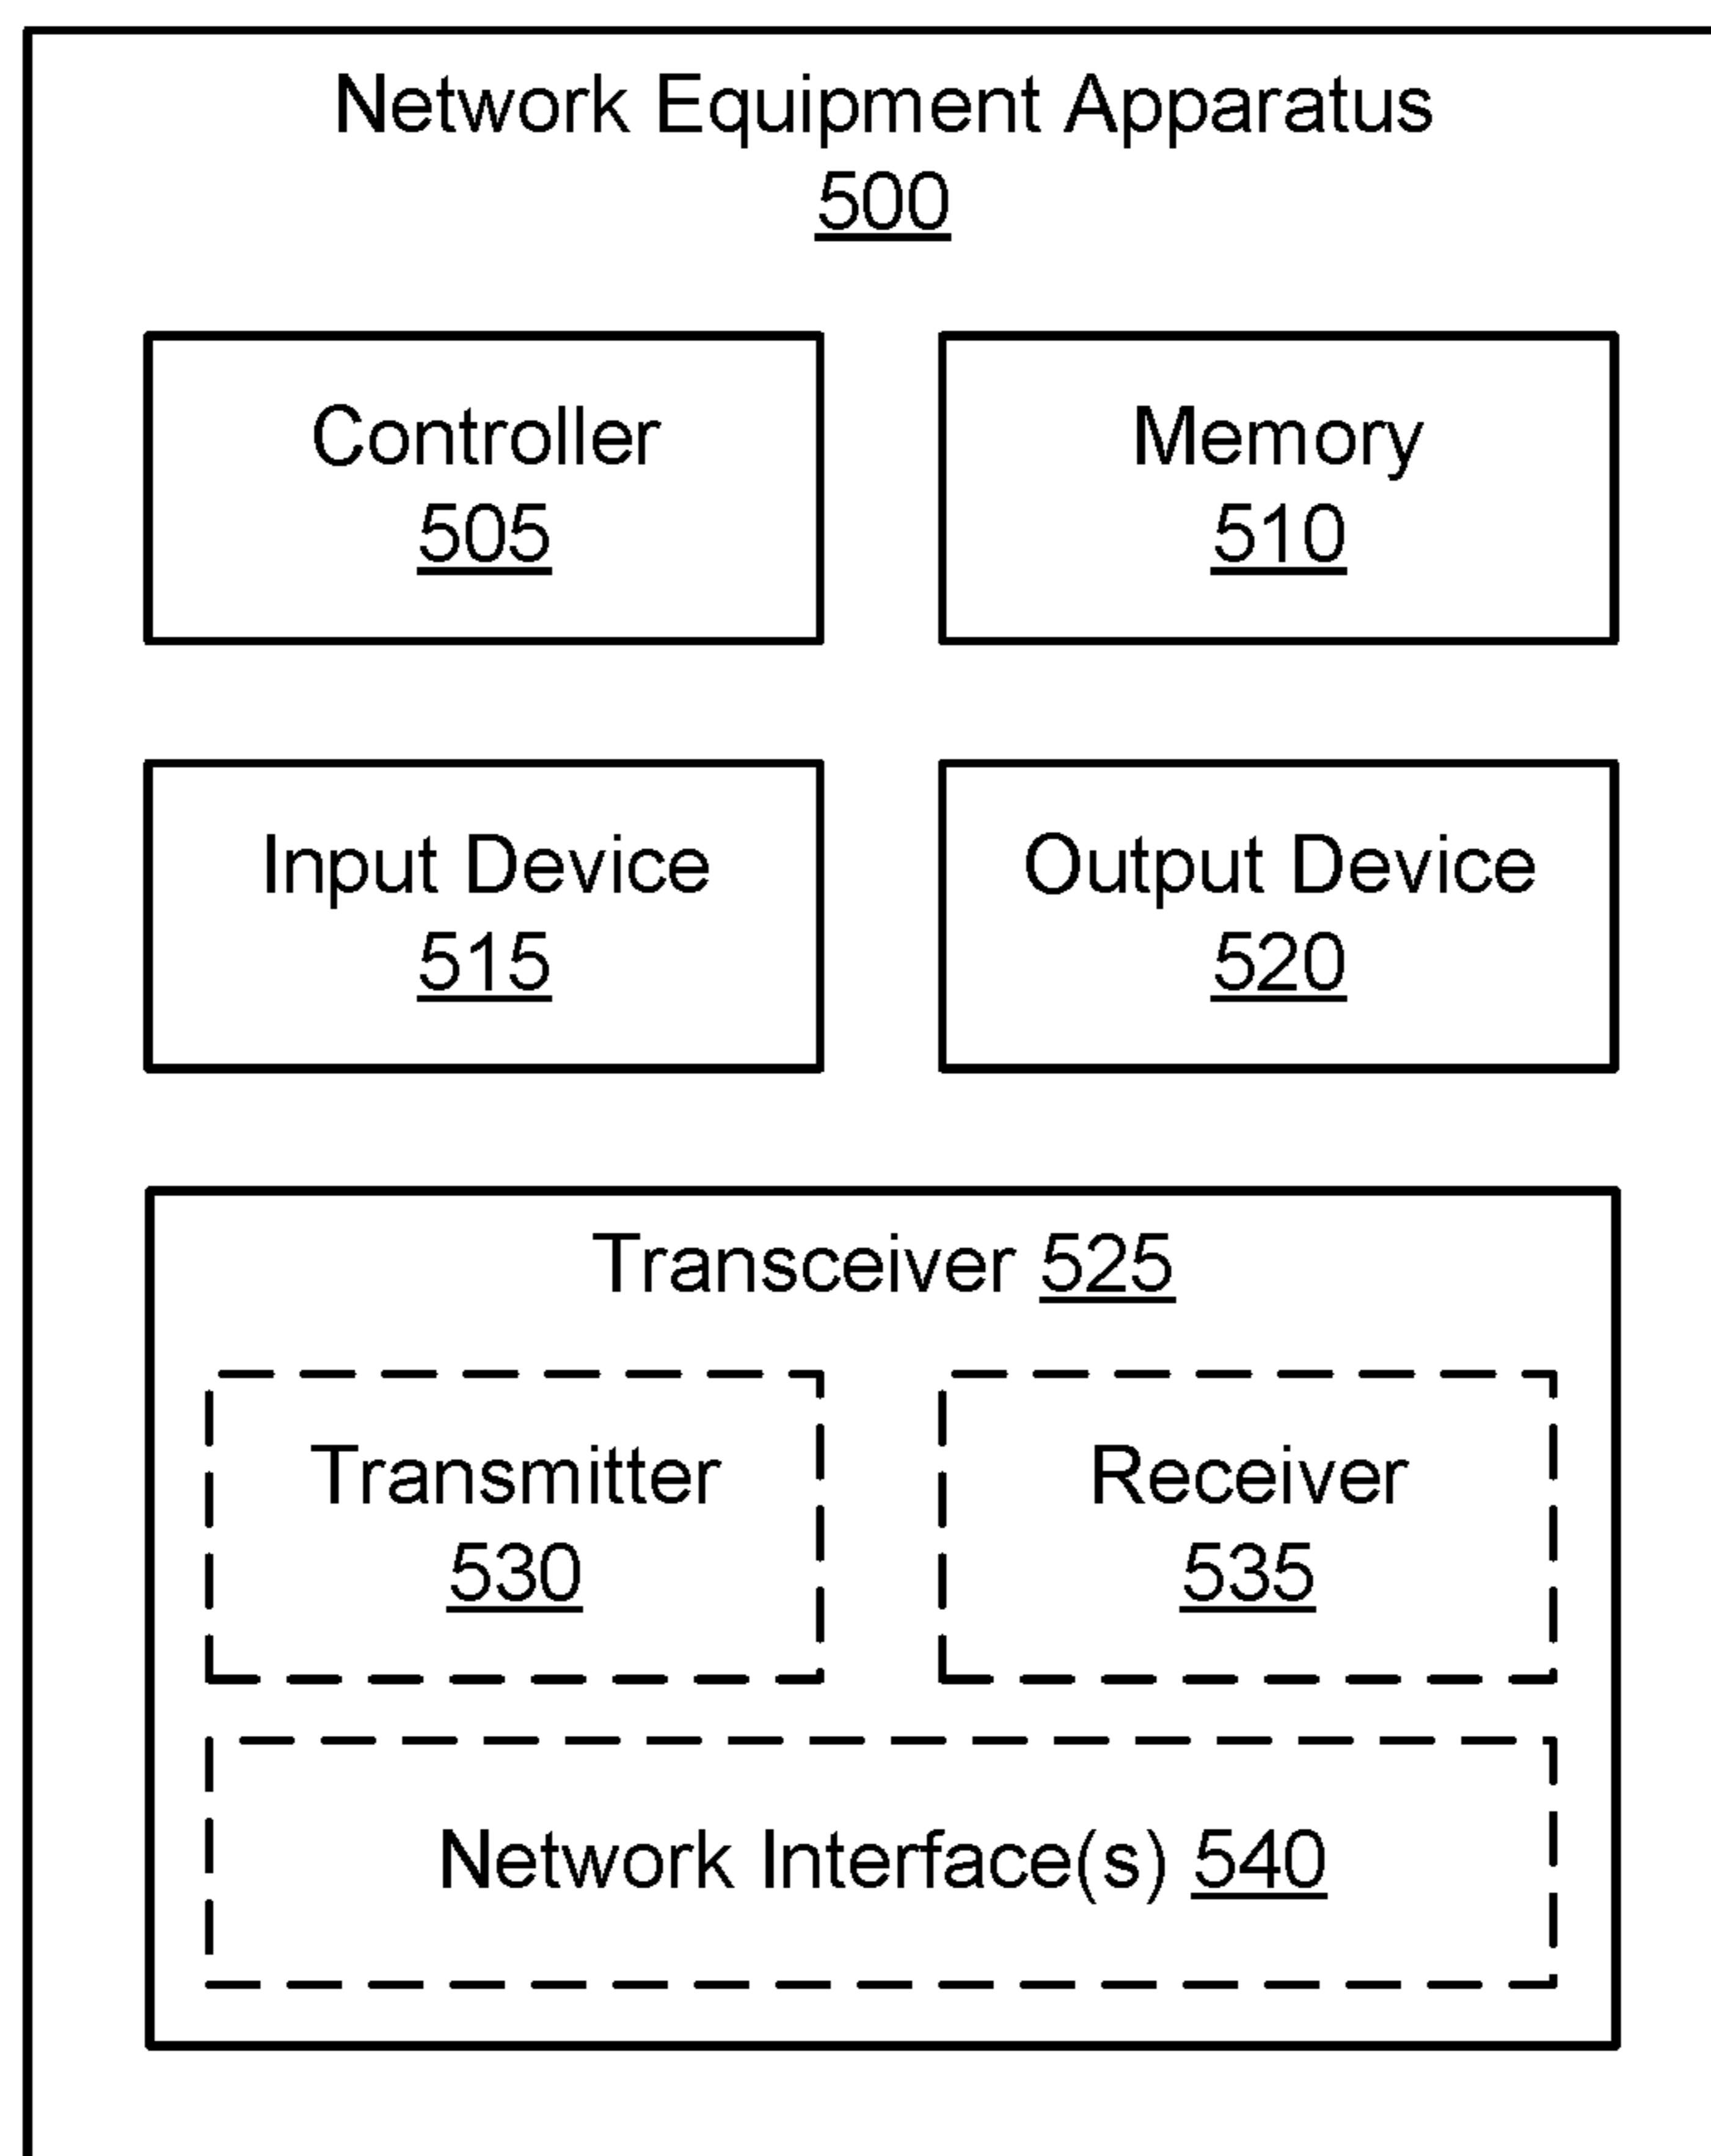 Network Equipment Apparatus
500
Controller
505
Memory
510
Input Device
515
Output Device
520
Transceiver 525
Transmitter
530
Receiver
535
Network Interface(s) 540